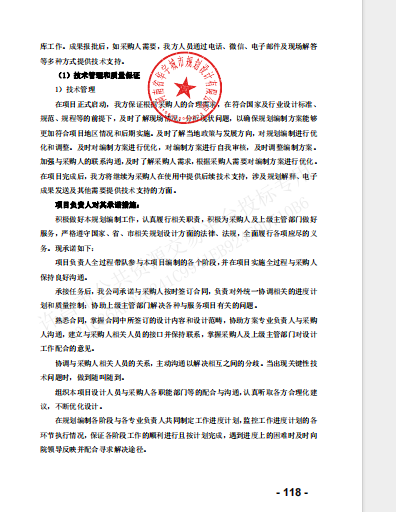 库工作。成果报批后，如采购人需要，我方人员通过电话、微信、电子邮件及现场解答
等多种方式提供技术支持。
（1）技术管理和质量保证
1）技术管理
在项目正式启动，我方保证根据采购人的合理需求，在符合国家及行业设计标准、
规范、规程等的前提下，及时了解现场情况，分析现状问题，以确保规划编制方案能够
更加符合项目地区情况和后期实施。及时了解当地政策与发展方向，对规划编制进行优
化和调整。及时对编制方案进行优化，对编制方案进行自我审核，及时调整编制方案。
加强与采购人的联系沟通，及时了解采购人需求，根据采购人需要对编制方案进行优化。
在项目完成后，我方将继续为采购人在使用中提供后续技术支持，涉及规划解释、电子
成果发送及其他需要提供技术支持的方面。
项目负责人对其承诺措施：
积极做好本规划编制工作，认真履行相关职责，积极为采购人及上级主管部门做好
服务，严格遵守国家、省、市相关规划设计方面的法律、法规，全面履行各项应尽的义
务。现承诺如下：
项目负责人全过程带队参与本项目编制的各个阶段，并在项目实施全过程与采购人
保持良好沟通。
承接任务后，我公司承诺与采购人按时签订合同，负责对外统一协调相关的进度计
划和质量控制；协助上级主管部门解决各种与服务项目有关的问题。
熟悉合同，掌握合同中所签订的设计内容和设计范畴，协助方案专业负责人与采购
人沟通，建立与采购人相关人员的接口并保持联系，掌握采购人及上级主管部门对设计
工作配合的意见。
协调与采购人相关人员的关系，主动沟通以解决相互之间的分歧。当出现关键性技
术问题时，做到随叫随到。
组织本项目设计人员与采购人各职能部门等的配合与沟通，认真听取各方合理化建
议，不断优化设计。
在规划编制各阶段与各专业负责人共同制定工作进度计划，监控工作进度计划的各
环节执行情况，保证各阶段工作的顺利进行且按计划完成，遇到进度上的困难时及时向
院领导反映并配合寻求解决途径。
- 118 -